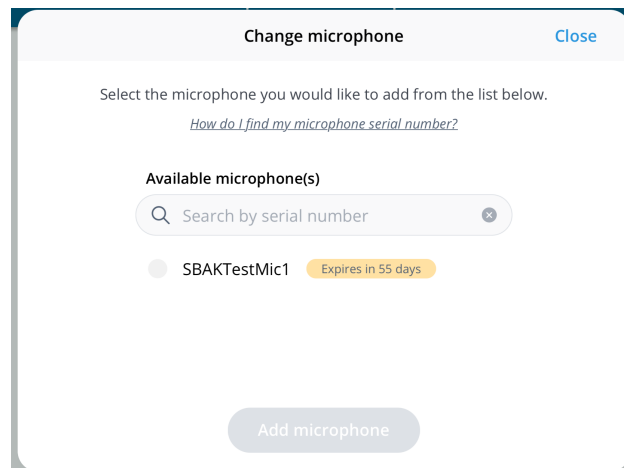 Change microphone
Close
Select the microphone you would like to add from the list below.
How do I find my microphone serial number?
Available microphone(s)
Search by serial number
SBAKTestMic1
Expires in 55 days
Add microphone